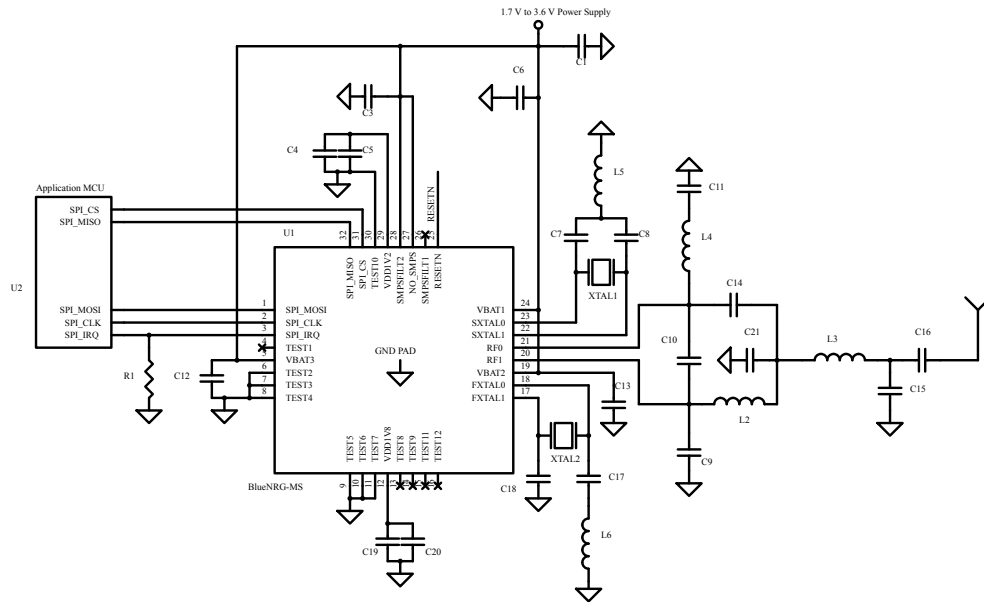 1.7 V to 3.6 V Power Supply
C1
C6
C3
C4
C5
L5
C11
RESETN
Application MCU
SPI_CS
SPI_MISO
U1
C7
C8
L4
32
31
30
29
28
27
26
25
SPI_MISO
SPI_CS
TEST10
VDD1V2
SMPSFILT2
NO_SMPS
SMPSFILT1
RESETN
XTAL1
C14
U2
SPI_MOSI
SPI_CLK
SPI_IRQ
1
2
3
4
5
6
7
8
SPI_MOSI
SPI_CLK
SPI_IRQ
TEST1
VBAT3
TEST2
TEST3
TEST4
GND PAD
VBAT1
SXTAL0
SXTAL1
RF0
RF1
VBAT2
FXTAL0
FXTAL1
24
23
22
21
20
19
18
17
C10
C21
L3
C16
R1
C12
C13
C15
L2
XTAL2
TEST5
TEST6
TEST7
VDD1V8
TEST8
TEST9
TEST11
TEST12
C9
BlueNRG-MS
9
10
11
12
13
C18
C17
L6
C19
C20